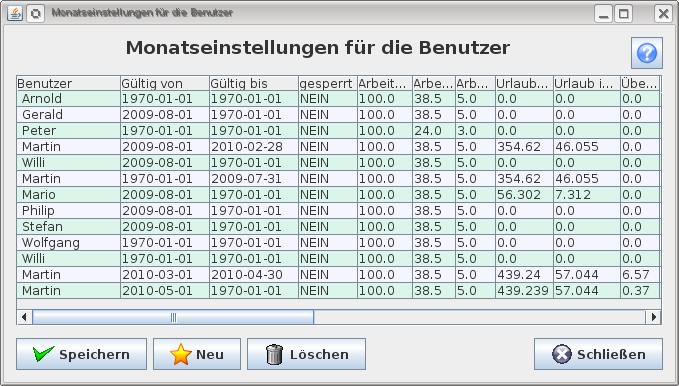 Monatseinstellungen für die Benutzer
Monatseinstellungen für die Benutzer
Benutzer Gültig von Gültig bis gesperrt Arbeit... Arbe... Arb... Urlaub... Urlaub i... Übe...
Arnold 1970-01-01 1970-01-01 NEIN 100.0 38.5 5.0 0.0 0.0 0.0
Gerald 2009-08-01 1970-01-01 NEIN 100.0 38.5 5.0 0.0 0.0 0.0
Peter 1970-01-01 1970-01-01 NEIN 100.0 24.0 3.0 0.0 0.0 0.0
Martin 2009-08-01 2010-02-28 NEIN 100.0 38.5 5.0 354.62 46.055 0.0
Willi 2009-08-01 1970-01-01 NEIN 100.0 38.5 5.0 0.0 0.0 0.0
Martin 1970-01-01 2009-07-31 NEIN 100.0 38.5 5.0 354.62 46.055 0.0
Mario 2009-08-01 1970-01-01 NEIN 100.0 38.5 5.0 56.302 7.312 0.0
Philip 2009-08-01 1970-01-01 NEIN 100.0 38.5 5.0 0.0 0.0 0.0
Stefan 2009-08-01 1970-01-01 NEIN 100.0 38.5 5.0 0.0 0.0 0.0
Wolfgang 1970-01-01 1970-01-01 NEIN 100.0 38.5 5.0 0.0 0.0 0.0
Willi 1970-01-01 1970-01-01 NEIN 100.0 38.5 5.0 0.0 0.0 0.0
Martin 2010-03-01 2010-04-30 NEIN 100.0 38.5 5.0 439.24 57.044 6.57
Martin 2010-05-01 1970-01-01 NEIN 100.0 38.5 5.0 439.239 57.044 0.37
Speichern Neu Löschen Schließen